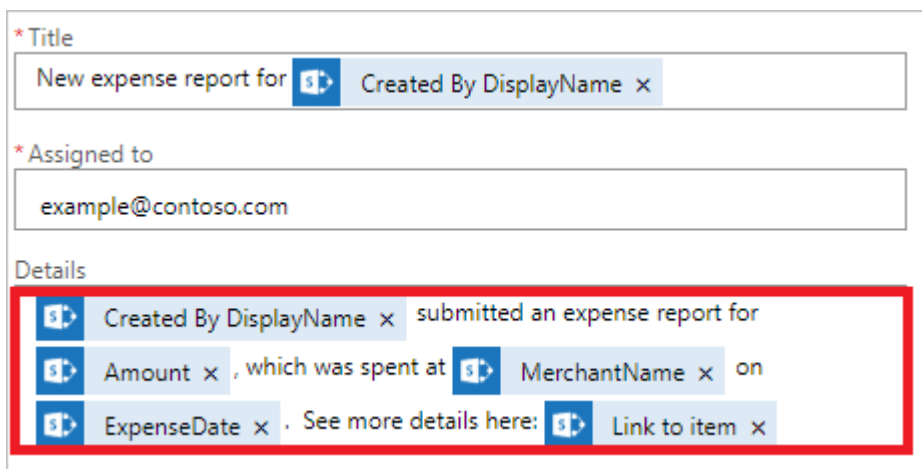 * Title
New expense report for S Created By DisplayName ×
* Assigned to
example@contoso.com
Details
S Created By DisplayName × submitted an expense report for
S Amount × , which was spent at S MerchantName × on
S ExpenseDate × . See more details here: S Link to item ×